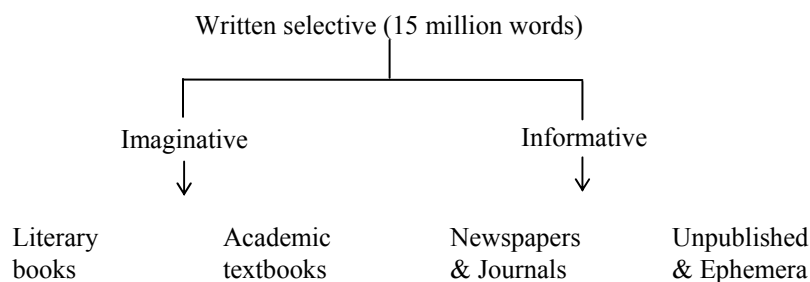 Written selective (15 million words)
Imaginative
Informative
Literary books
Academic textbooks
Newspapers & Journals
Unpublished & Ephemera